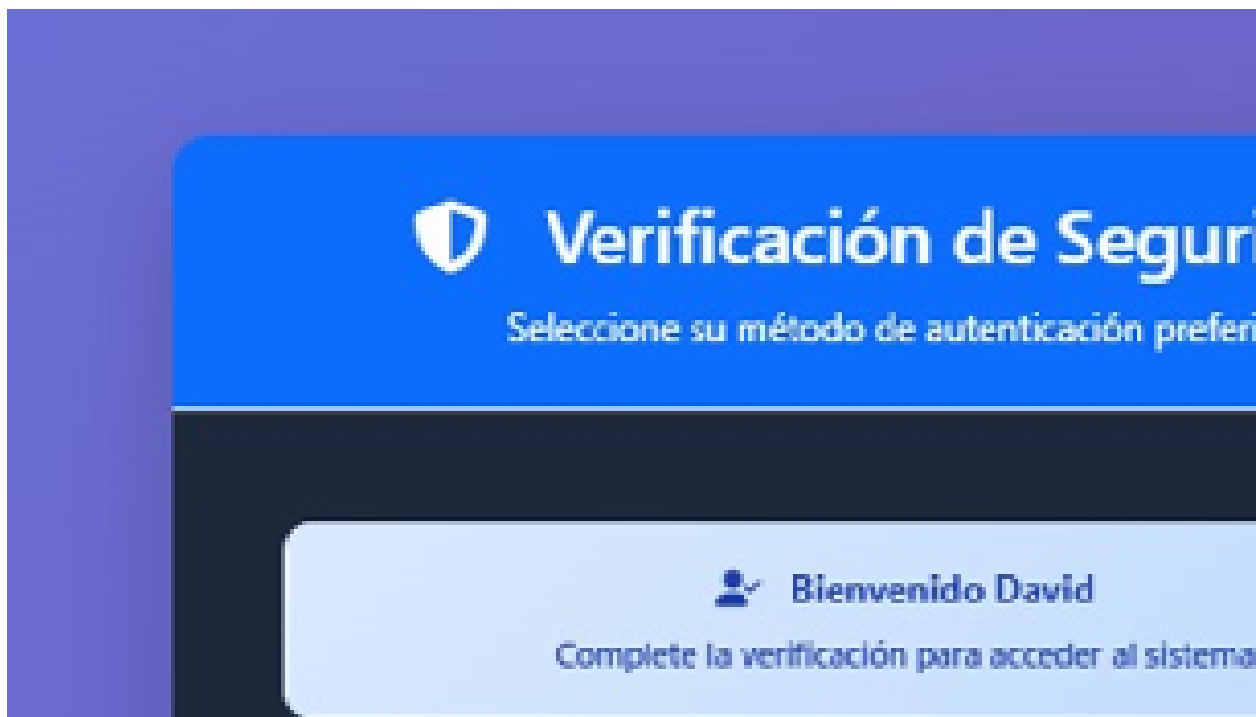 Verificación de Seguri
Seleccione su método de autenticación preferi
Bienvenido David
Complete la verificación para acceder al sistema